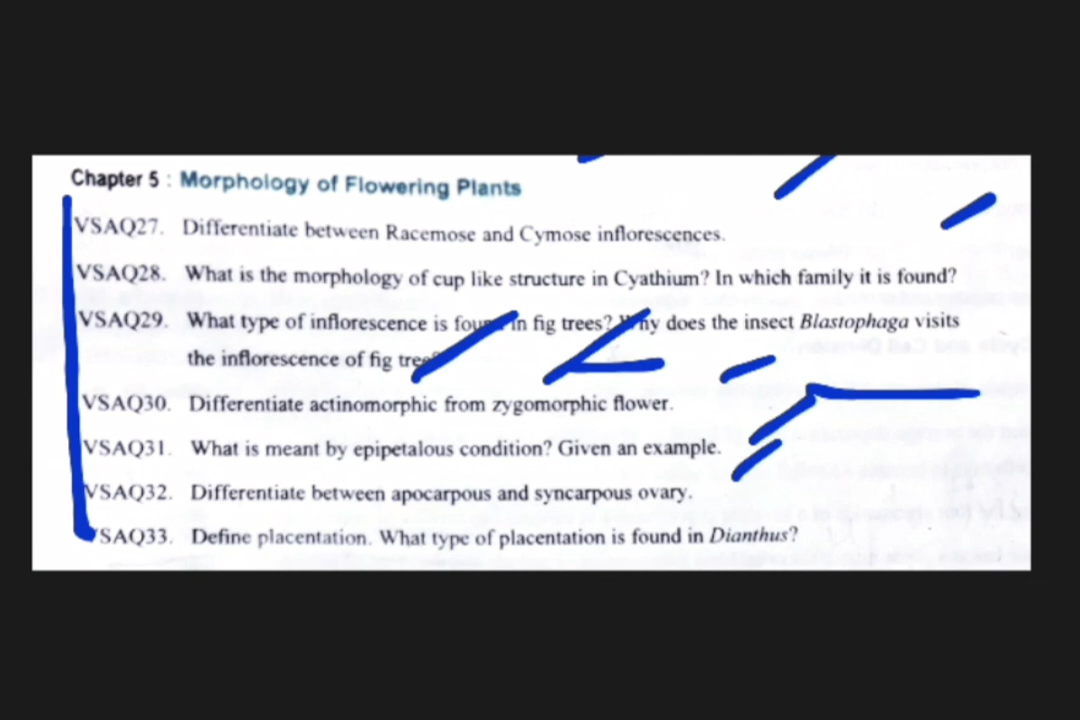 Chapter 5 : Morphology of Flowering Plants
VSAQ27. Differentiate between Racemose and Cymose inflorescences.
VSAQ28. What is the morphology of cup like structure in Cyathium? In which family it is found?
VSAQ29. What type of inflorescence is found in fig trees? Why does the insect Blastophaga visits
the inflorescence of fig tree?
VSAQ30. Differentiate actinomorphic from zygomorphic flower.
VSAQ31. What is meant by epipetalous condition? Given an example.
VSAQ32. Differentiate between apocarpous and syncarpous ovary.
VSAQ33. Define placentation. What type of placentation is found in Dianthus?